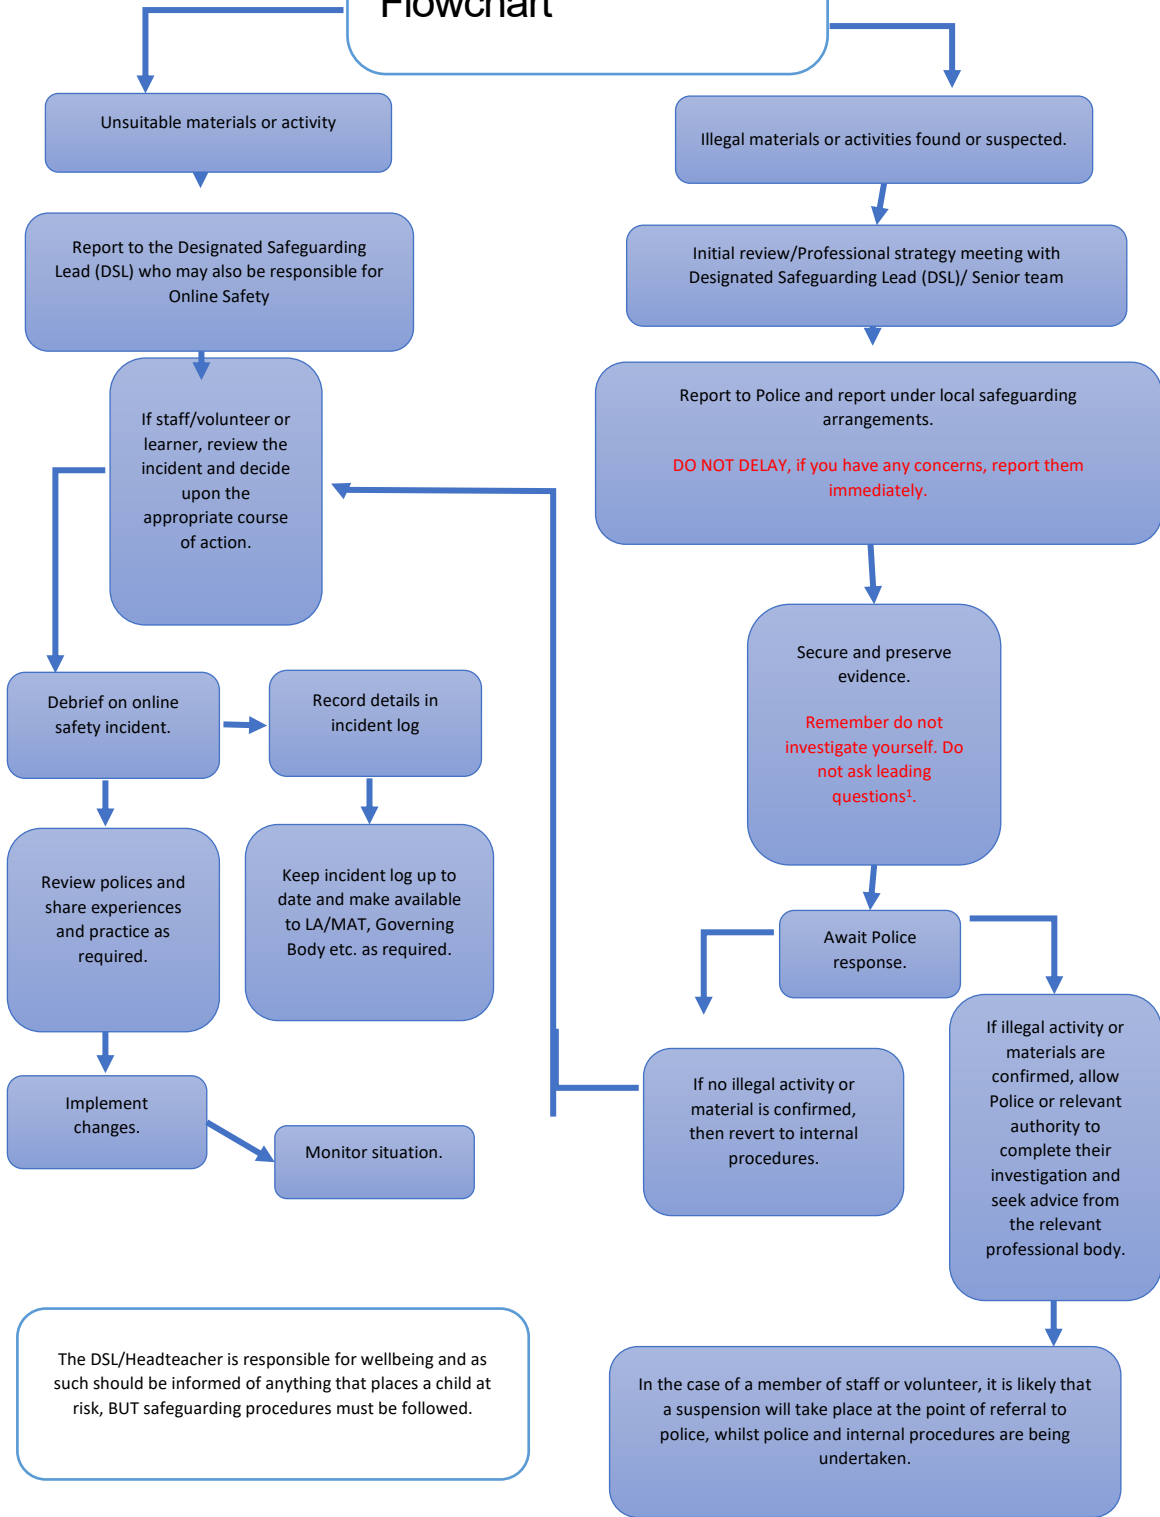 Flowchart
Unsuitable materials or activity
Report to the Designated Safeguarding
Lead (DSL) who may also be responsible for
Online Safety
If staff/volunteer or
learner, review the
incident and decide
upon the
appropriate course
of action.
Debrief on online
safety incident.
Record details in
incident log
Review polices and
share experiences
and practice as
required.
Keep incident log up to
date and make available
to LA/MAT, Governing
Body etc. as required.
Implement
changes.
Monitor situation.
The DSL/Headteacher is responsible for wellbeing and as
such should be informed of anything that places a child at
risk, BUT safeguarding procedures must be followed.
Illegal materials or activities found or suspected.
Initial review/Professional strategy meeting with
Designated Safeguarding Lead (DSL)/ Senior team
Report to Police and report under local safeguarding
arrangements.
DO NOT DELAY, if you have any concerns, report them
immediately.
Secure and preserve
evidence.
Remember do not
investigate yourself. Do
not ask leading
questions¹.
Await Police
response.
If no illegal activity or
material is confirmed,
then revert to internal
procedures.
If illegal activity or
materials are
confirmed, allow
Police or relevant
authority to
complete their
investigation and
seek advice from
the relevant
professional body.
In the case of a member of staff or volunteer, it is likely that
a suspension will take place at the point of referral to
police, whilst police and internal procedures are being
undertaken.